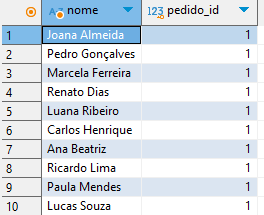 nome 123 pedido_id
1 Joana Almeida 1
2 Pedro Gonçalves 1
3 Marcela Ferreira 1
4 Renato Dias 1
5 Luana Ribeiro 1
6 Carlos Henrique 1
7 Ana Beatriz 1
8 Ricardo Lima 1
9 Paula Mendes 1
10 Lucas Souza 1